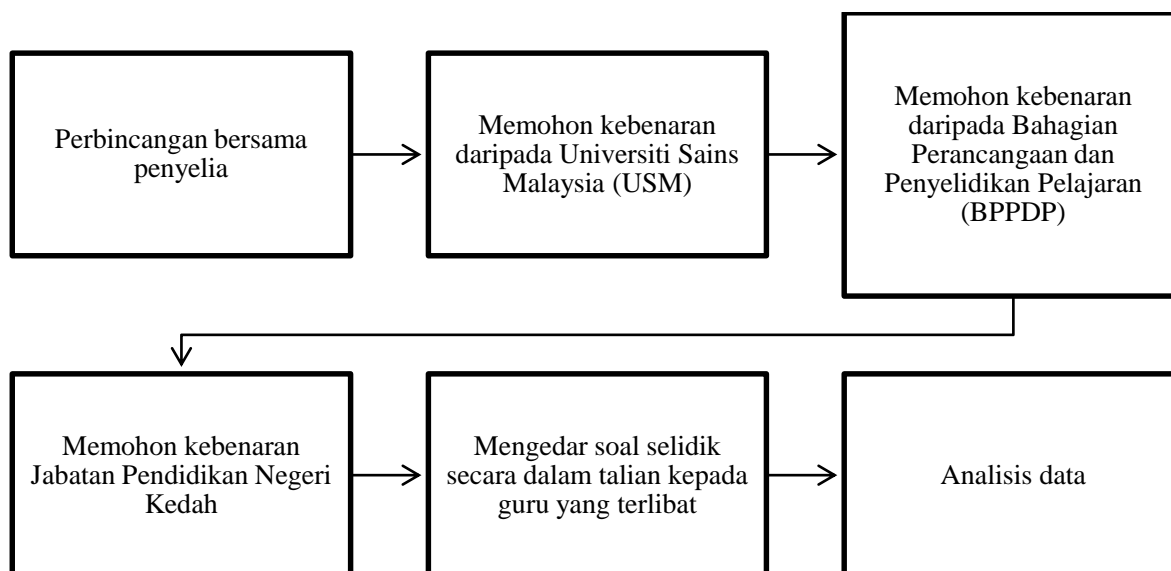 Perbincangan bersama
penyelia
Memohon kebenaran
daripada Universiti Sains
Malaysia (USM)
Memohon kebenaran
daripada Bahagian
Perancangaan dan
Penyelidikan Pelajaran
(BPPDP)
Memohon kebenaran
Jabatan Pendidikan Negeri
Kedah
Mengedar soal selidik
secara dalam talian kepada
guru yang terlibat
Analisis data